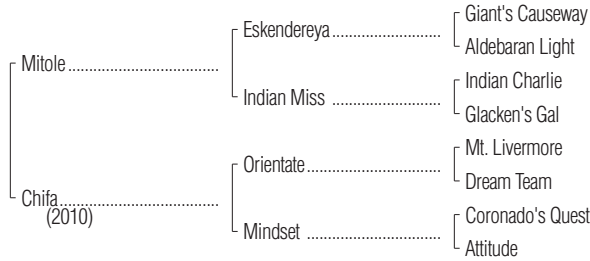 Giant's Causeway
Eskendereya
Aldebaran Light
Mitole
Indian Charlie
Indian Miss
Glacken's Gal
Mt. Livermore
Orientate
Dream Team
Chifa
(2010)
Coronado's Quest
Mindset
Attitude